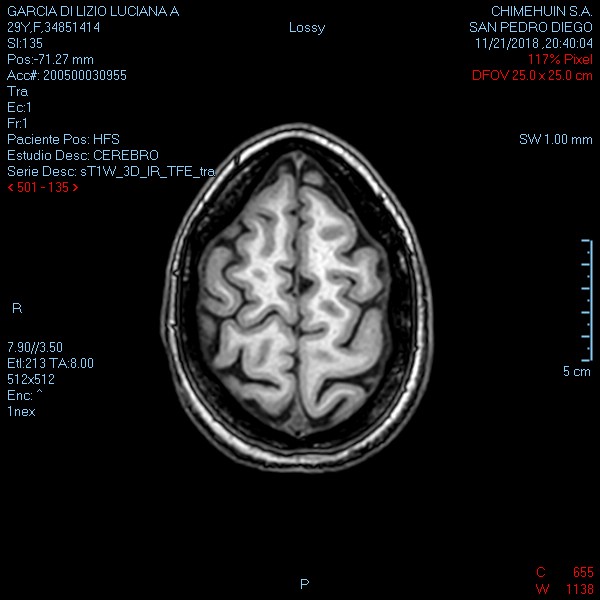 GARCIA DI LIZIO LUCIANA A
29Y,F,34851414
Sl:135
Pos:-71.27 mm
Acc#: 200500030955
Tra
Ec:1
Fr:1
Paciente Pos: HFS
Estudio Desc: CEREBRO
Serie Desc: sT1W_3D_IR_TFE_tra
< 501 - 135 >
Lossy
CHIMEHUIN S.A.
SAN PEDRO DIEGO
11/21/2018 ,20:40:04
117% Pixel
DFOV 25.0 x 25.0 cm
SW 1.00 mm
R
7.90//3.50
Etl:213 TA:8.00
512x512
Enc: ^
1nex
5 cm
P
C 655
W 1138